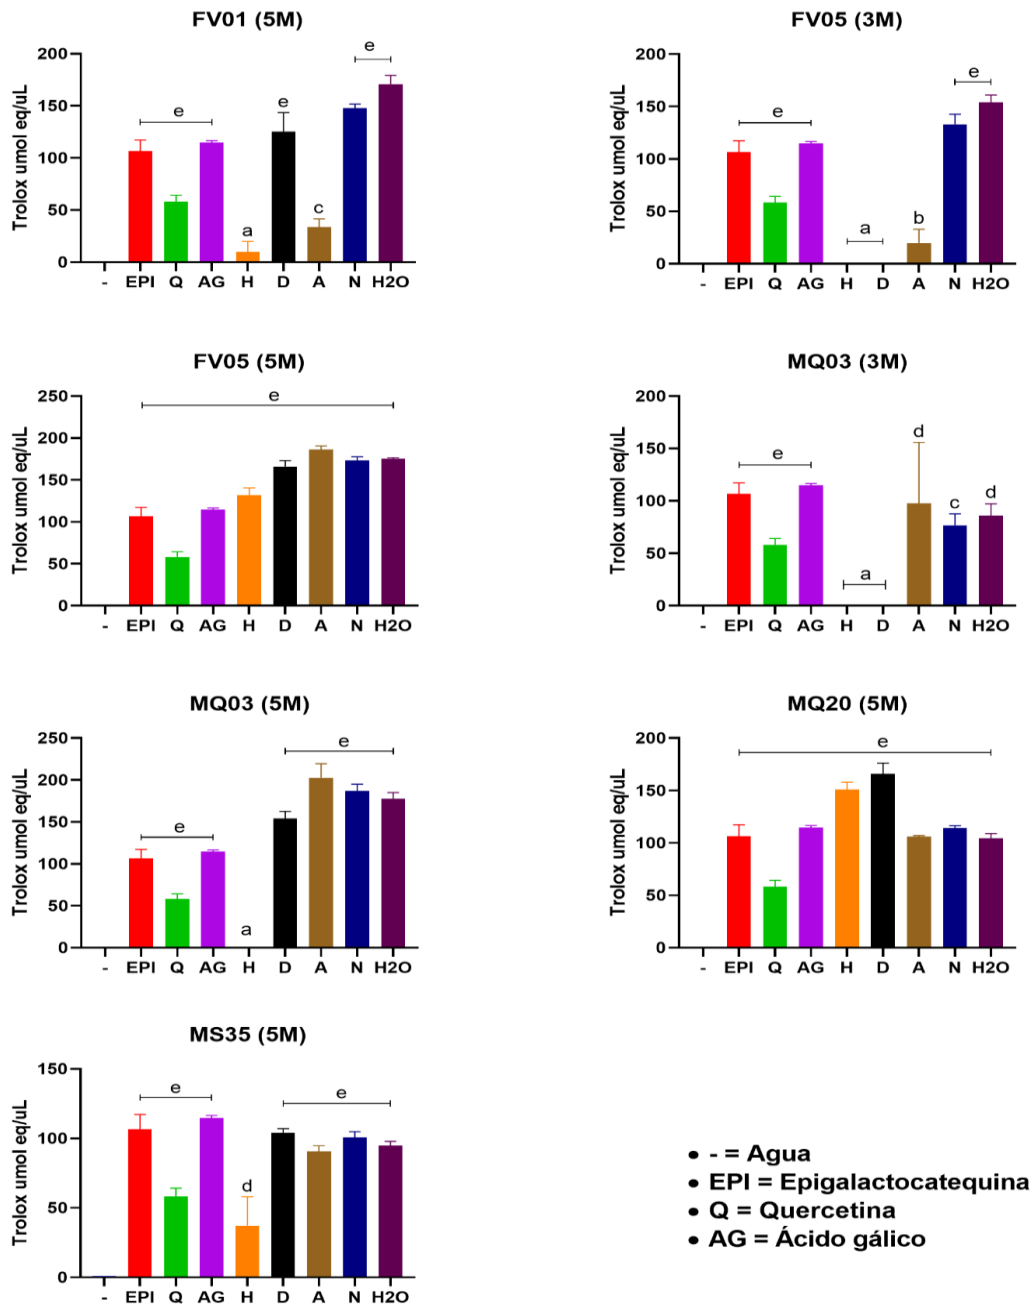 FV01 (5M)
Trolox umol eq/uL
200
150
100
50
0
e
e
e
a
c
- EPI Q AG H D A N H2O
FV05 (3M)
Trolox umol eq/uL
200
150
100
50
0
e
e
a
b
- EPI Q AG H D A N H2O
FV05 (5M)
Trolox umol eq/uL
250
200
150
100
50
0
e
- EPI Q AG H D A N H2O
MQ03 (3M)
Trolox umol eq/uL
200
150
100
50
0
e
a
d
c
d
- EPI Q AG H D A N H2O
MQ03 (5M)
Trolox umol eq/uL
250
200
150
100
50
0
e
e
a
- EPI Q AG H D A N H2O
MQ20 (5M)
Trolox umol eq/uL
200
150
100
50
0
e
- EPI Q AG H D A N H2O
MS35 (5M)
Trolox umol eq/uL
150
100
50
0
e
e
d
- EPI Q AG H D A N H2O
• - = Agua
• EPI = Epigalactocatequina
• Q = Quercetina
• AG = Ácido gálico